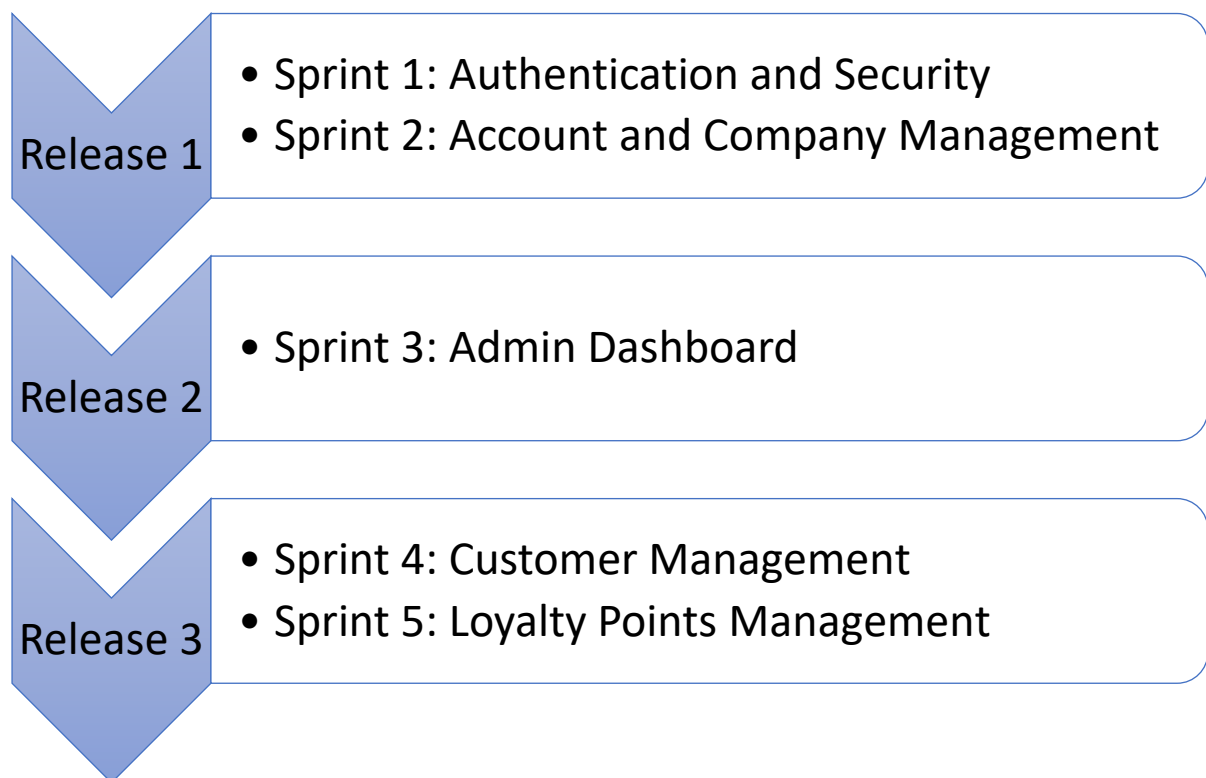 Release 1
• Sprint 1: Authentication and Security
• Sprint 2: Account and Company Management
Release 2
• Sprint 3: Admin Dashboard
Release 3
• Sprint 4: Customer Management
• Sprint 5: Loyalty Points Management